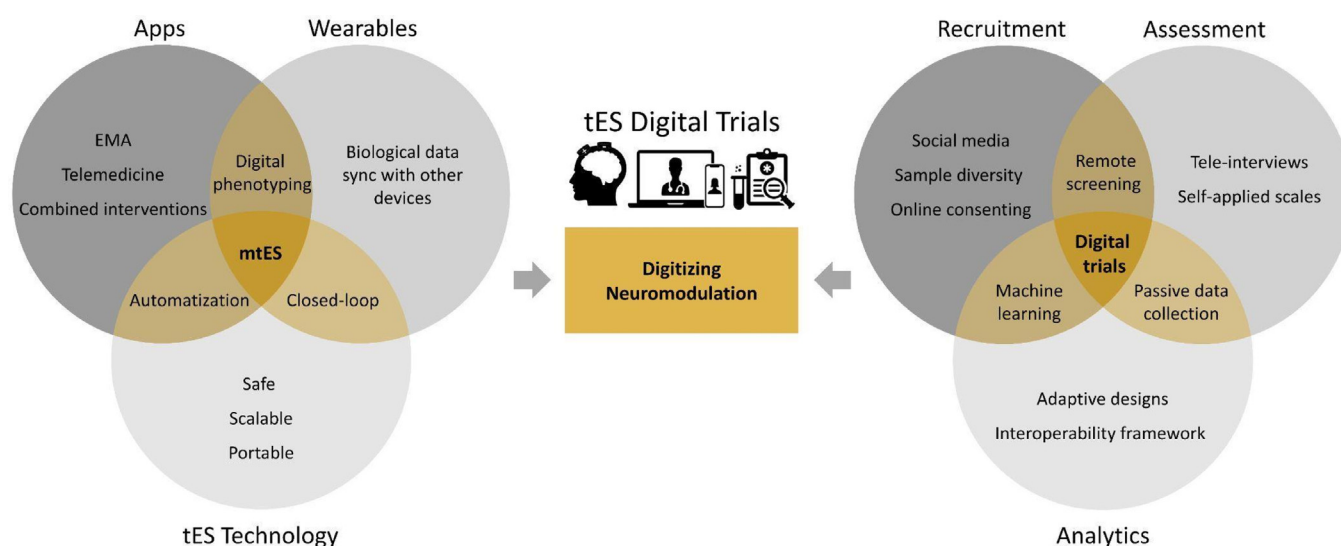 Apps
Wearables
EMA
Telemedicine
Combined interventions
Digital
phenotyping
Biological data
sync with other
devices
mtES
Automatization
Closed-loop
Safe
Scalable
Portable
tES Technology
tES Digital Trials
Digitizing
Neuromodulation
Recruitment
Assessment
Social media
Sample diversity
Online consenting
Remote
screening
Tele-interviews
Self-applied scales
Digital
trials
Machine
learning
Passive data
collection
Adaptive designs
Interoperability framework
Analytics